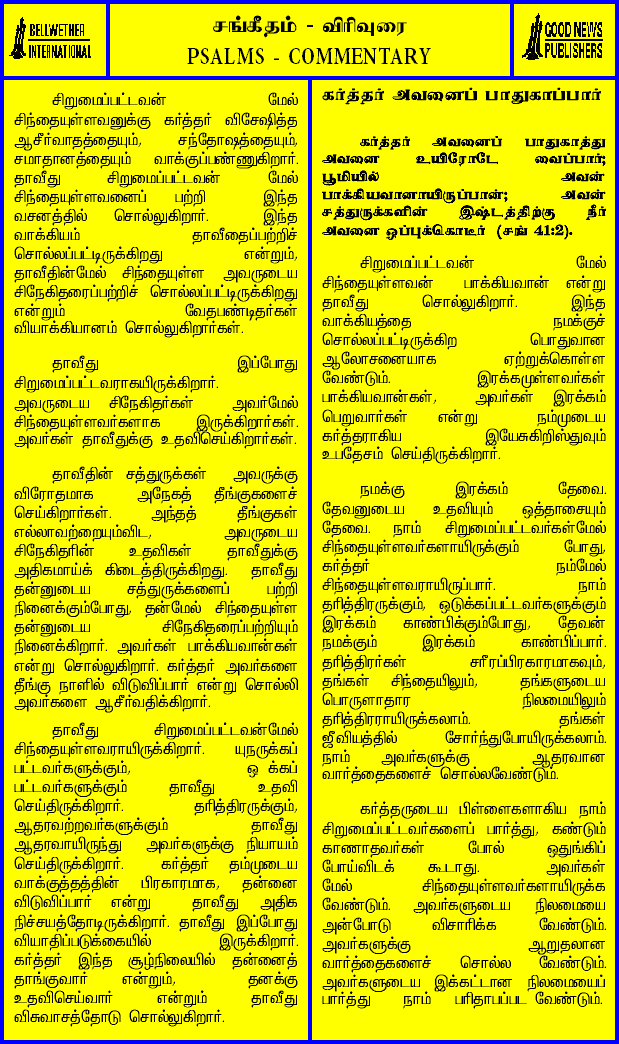 BELLWETHER
INTERNATIONAL
சங்கீதம் - விரிவுரை
PSALMS - COMMENTARY
GOOD NEWS
PUBLISHERS
சிறுமைப்பட்டவன் மேல்
சிந்தையுள்ளவனுக்கு கர்த்தர் விசேஷித்த
ஆசீர்வாதத்தையும், சந்தோஷத்தையும்,
சமாதானத்தையும் வாக்குப்பண்ணுகிறார்.
தாவீது சிறுமைப்பட்டவன் மேல்
சிந்தையுள்ளவனைப் பற்றி இந்த
வசனத்தில் சொல்லுகிறார். இந்த
வாக்கியம் தாவீதைப்பற்றிச்
சொல்லப்பட்டிருக்கிறது என்றும்,
தாவீதின்மேல் சிந்தையுள்ள அவருடைய
சிநேகிதரைப்பற்றிச் சொல்லப்பட்டிருக்கிறது
என்றும் வேதபண்டிதர்கள்
வியாக்கியானம் சொல்லுகிறார்கள்.
தாவீது இப்போது
சிறுமைப்பட்டவராகயிருக்கிறார்.
அவருடைய சிநேகிதர்கள் அவர்மேல்
சிந்தையுள்ளவர்களாக இருக்கிறார்கள்.
அவர்கள் தாவீதுக்கு உதவிசெய்கிறார்கள்.
தாவீதின் சத்துருக்கள் அவருக்கு
விரோதமாக அநேகத் தீங்குகளைச்
செய்கிறார்கள். அந்தத் தீங்குகள்
எல்லாவற்றையும்விட, அவருடைய
சிநேகிதரின் உதவிகள் தாவீதுக்கு
அதிகமாய்க் கிடைத்திருக்கிறது. தாவீது
தன்னுடைய சத்துருக்களைப் பற்றி
நினைக்கும்போது, தன்மேல் சிந்தையுள்ள
தன்னுடைய சிநேகிதரைப்பற்றியும்
நினைக்கிறார். அவர்கள் பாக்கியவான்கள்
என்று சொல்லுகிறார். கர்த்தர் அவர்களை
தீங்கு நாளில் விடுவிப்பார் என்று சொல்லி
அவர்களை ஆசீர்வதிக்கிறார்.
தாவீது சிறுமைப்பட்டவன்மேல்
சிந்தையுள்ளவராயிருக்கிறார். யுநருக்கப்
பட்டவர்களுக்கும், ஒ க்கப்
பட்டவர்களுக்கும் தாவீது உதவி
செய்திருக்கிறார். தரித்திரருக்கும்,
ஆதரவற்றவர்களுக்கும் தாவீது
ஆதரவாயிருந்து அவர்களுக்கு நியாயம்
செய்திருக்கிறார். கர்த்தர் தம்முடைய
வாக்குத்தத்தின் பிரகாரமாக, தன்னை
விடுவிப்பார் என்று தாவீது அதிக
நிச்சயத்தோடிருக்கிறார். தாவீது இப்போது
வியாதிப்படுக்கையில் இருக்கிறார்.
கர்த்தர் இந்த சூழ்நிலையில் தன்னைத்
தாங்குவார் என்றும், தனக்கு
உதவிசெய்வார் என்றும் தாவீது
விசுவாசத்தோடு சொல்லுகிறார்.
கர்த்தர் அவனைப் பாதுகாப்பார்
கர்த்தர் அவனைப் பாதுகாத்து
அவனை உயிரோடே வைப்பார்;
பூமியில் அவன்
பாக்கியவானாயிருப்பான்; அவன்
சத்துருக்களின் இஷ்டத்திற்கு நீர்
அவனை ஒப்புக்கொடீர் (சங் 41:2).
சிறுமைப்பட்டவன் மேல்
சிந்தையுள்ளவன் பாக்கியவான் என்று
தாவீது சொல்லுகிறார். இந்த
வாக்கியத்தை நமக்குச்
சொல்லப்பட்டிருக்கிற பொதுவான
ஆலோசனையாக ஏற்றுக்கொள்ள
வேண்டும். இரக்கமுள்ளவர்கள்
பாக்கியவான்கள், அவர்கள் இரக்கம்
பெறுவார்கள் என்று நம்முடைய
கர்த்தராகிய இயேசுகிறிஸ்துவும்
உபதேசம் செய்திருக்கிறார்.
நமக்கு இரக்கம் தேவை.
தேவனுடைய உதவியும் ஒத்தாசையும்
தேவை. நாம் சிறுமைப்பட்டவர்கள்மேல்
சிந்தையுள்ளவர்களாயிருக்கும் போது,
கர்த்தர் நம்மேல்
சிந்தையுள்ளவராயிருப்பார். நாம்
தரித்திரருக்கும், ஒடுக்கப்பட்டவர்களுக்கும்
இரக்கம் காண்பிக்கும்போது, தேவன்
நமக்கும் இரக்கம் காண்பிப்பார்.
தரித்திரர்கள் சரீரப்பிரகாரமாகவும்,
தங்கள் சிந்தையிலும், தங்களுடைய
பொருளாதார நிலமையிலும்
தரித்திரராயிருக்கலாம். தங்கள்
ஜீவியத்தில் சோர்ந்துபோயிருக்கலாம்.
நாம் அவர்களுக்கு ஆதரவான
வார்த்தைகளைச் சொல்லவேண்டும்.
கர்த்தருடைய பிள்ளைகளாகிய நாம்
சிறுமைப்பட்டவர்களைப் பார்த்து, கண்டும்
காணாதவர்கள் போல் ஒதுங்கிப்
போய்விடக் கூடாது. அவர்கள்
மேல் சிந்தையுள்ளவர்களாயிருக்க
வேண்டும். அவர்களுடைய நிலமையை
அன்போடு விசாரிக்க வேண்டும்.
அவர்களுக்கு ஆறுதலான
வார்த்தைகளைச் சொல்ல வேண்டும்.
அவர்களுடைய இக்கட்டான நிலமையைப்
பார்த்து நாம் பரிதாபப்பட வேண்டும்.